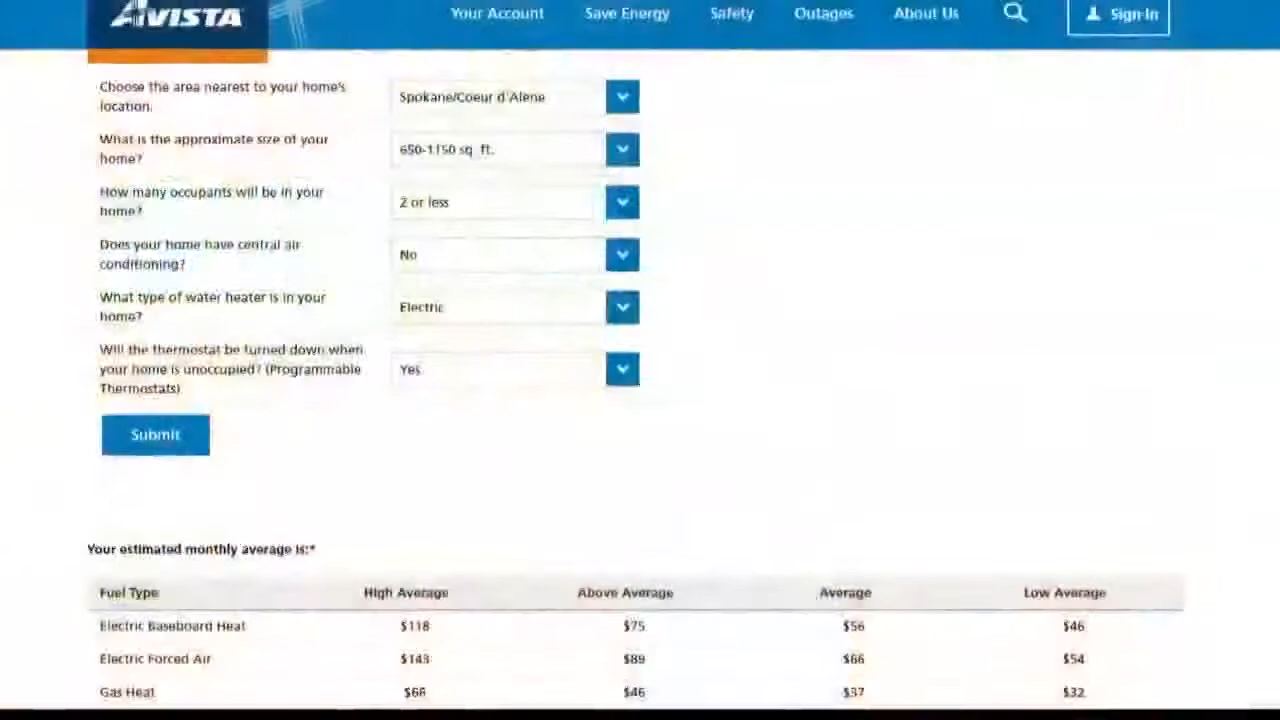 AVISTA Your Account Save Energy Safety Outages About Us Sign-In
Choose the area nearest to your home's
location.
Spokane/Coeur d'Alene
What is the approximate size of your
home?
650-1150 sq. ft.
How many occupants will be in your
home?
2 or less
Does your home have central air
conditioning?
No
What type of water heater is in your
home?
Electric
Will the thermostat be turned down when
your home is unoccupied? (Programmable
Thermostats)
Yes
Submit
Your estimated monthly average is:*
Fuel Type High Average Above Average Average Low Average
Electric Baseboard Heat $118 $75 $56 $46
Electric Forced Air $143 $89 $66 $54
Gas Heat $66 $46 $37 $32